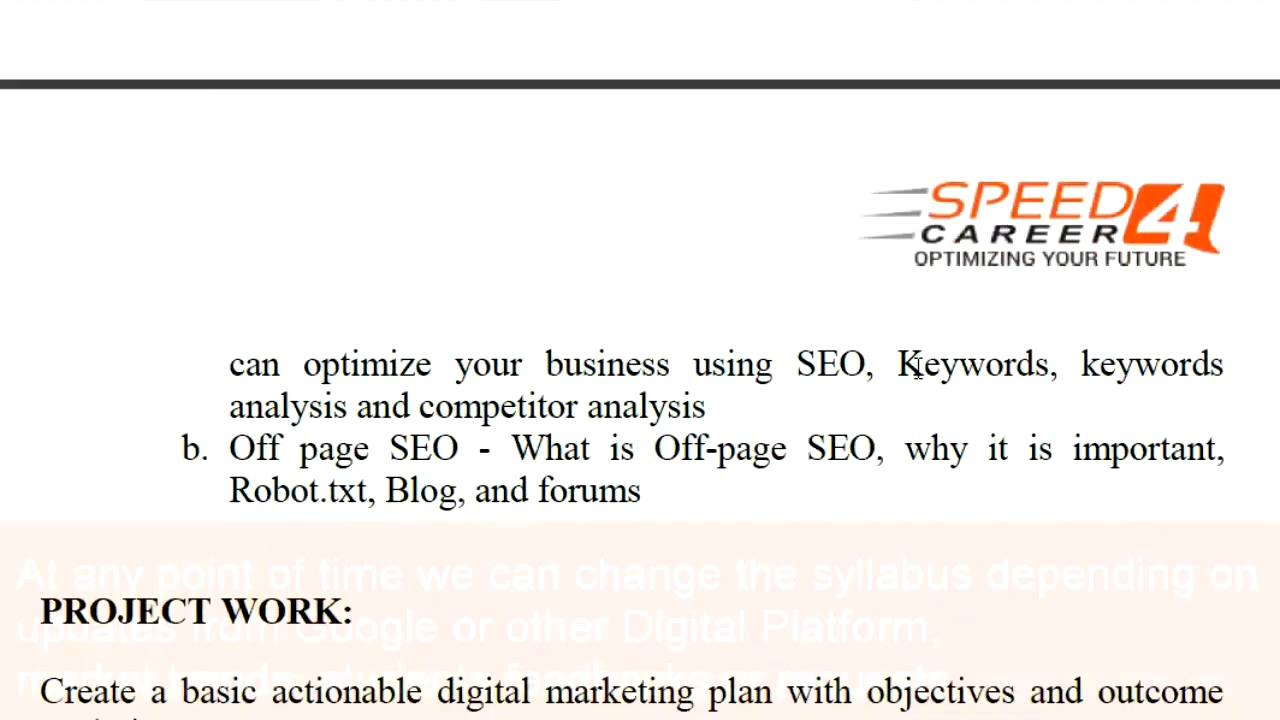 SPEED 4
CAREER
OPTIMIZING YOUR FUTURE
can optimize your business using SEO, Keywords, keywords
analysis and competitor analysis
b. Off page SEO - What is Off-page SEO, why it is important,
Robot.txt, Blog, and forums
At any point of time we can change the syllabus depending on
PROJECT WORK:
updates from Google or other Digital Platform,
Create a basic actionable digital marketing plan with objectives and outcome